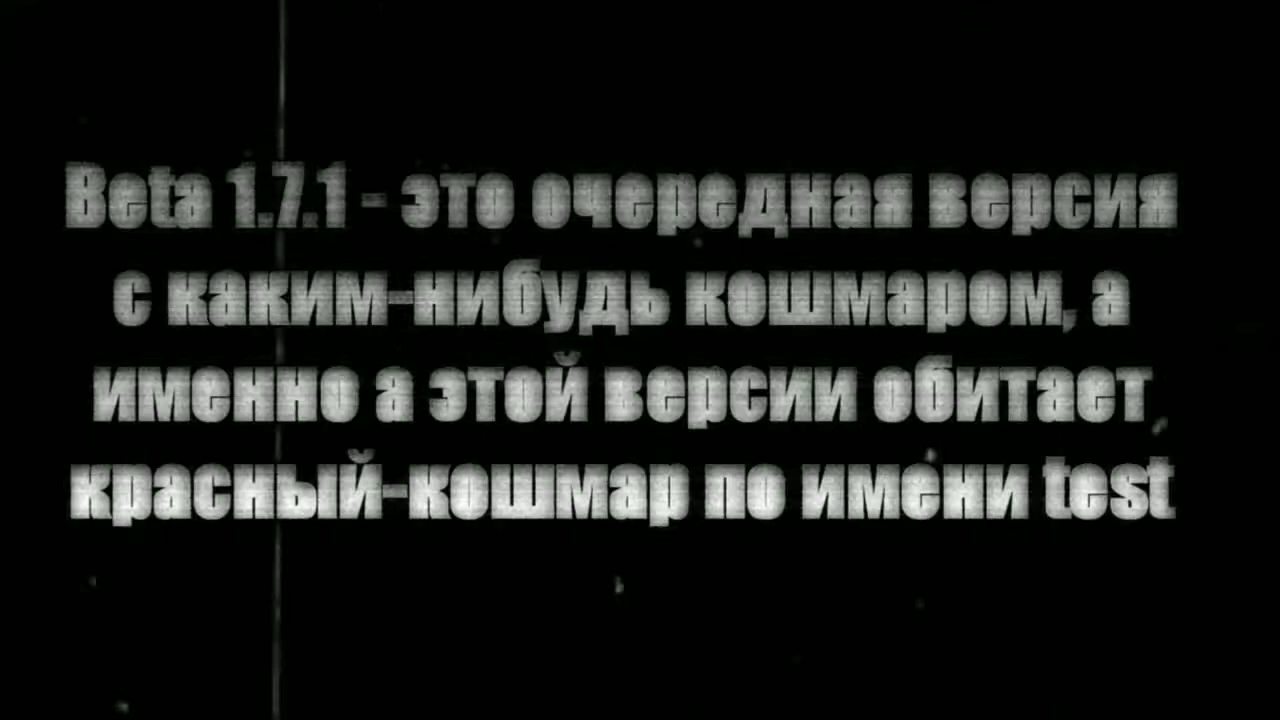 Beta 1.7.1 - это очередная версия
с каким-нибудь кошмаром, а
именно а этой версии обитает
красный-кошмар по имени test